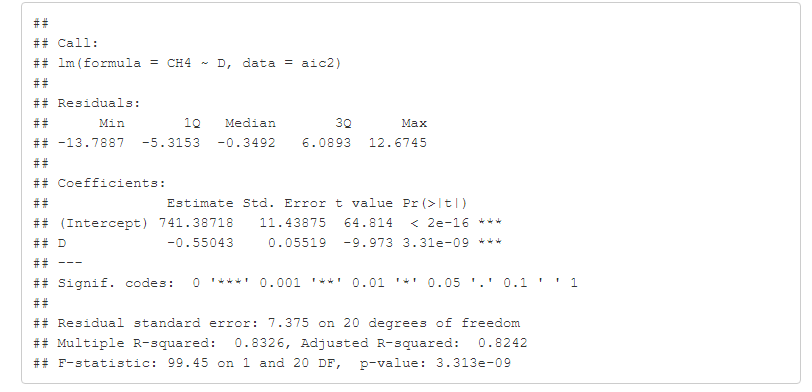 ##
## Call:
## lm(formula = CH4 ~ D, data = aic2)
##
## Residuals:
##      Min       1Q   Median       3Q      Max
## -13.7887  -5.3153  -0.3492   6.0893  12.6745
##
## Coefficients:
##              Estimate Std. Error t value Pr(>|t|)
## (Intercept) 741.38718   11.43875  64.814  < 2e-16 ***
## D            -0.55043    0.05519  -9.973 3.31e-09 ***
## ---
## Signif. codes:  0 '***' 0.001 '**' 0.01 '*' 0.05 '.' 0.1 ' ' 1
##
## Residual standard error: 7.375 on 20 degrees of freedom
## Multiple R-squared:  0.8326, Adjusted R-squared:  0.8242
## F-statistic: 99.45 on 1 and 20 DF,  p-value: 3.313e-09